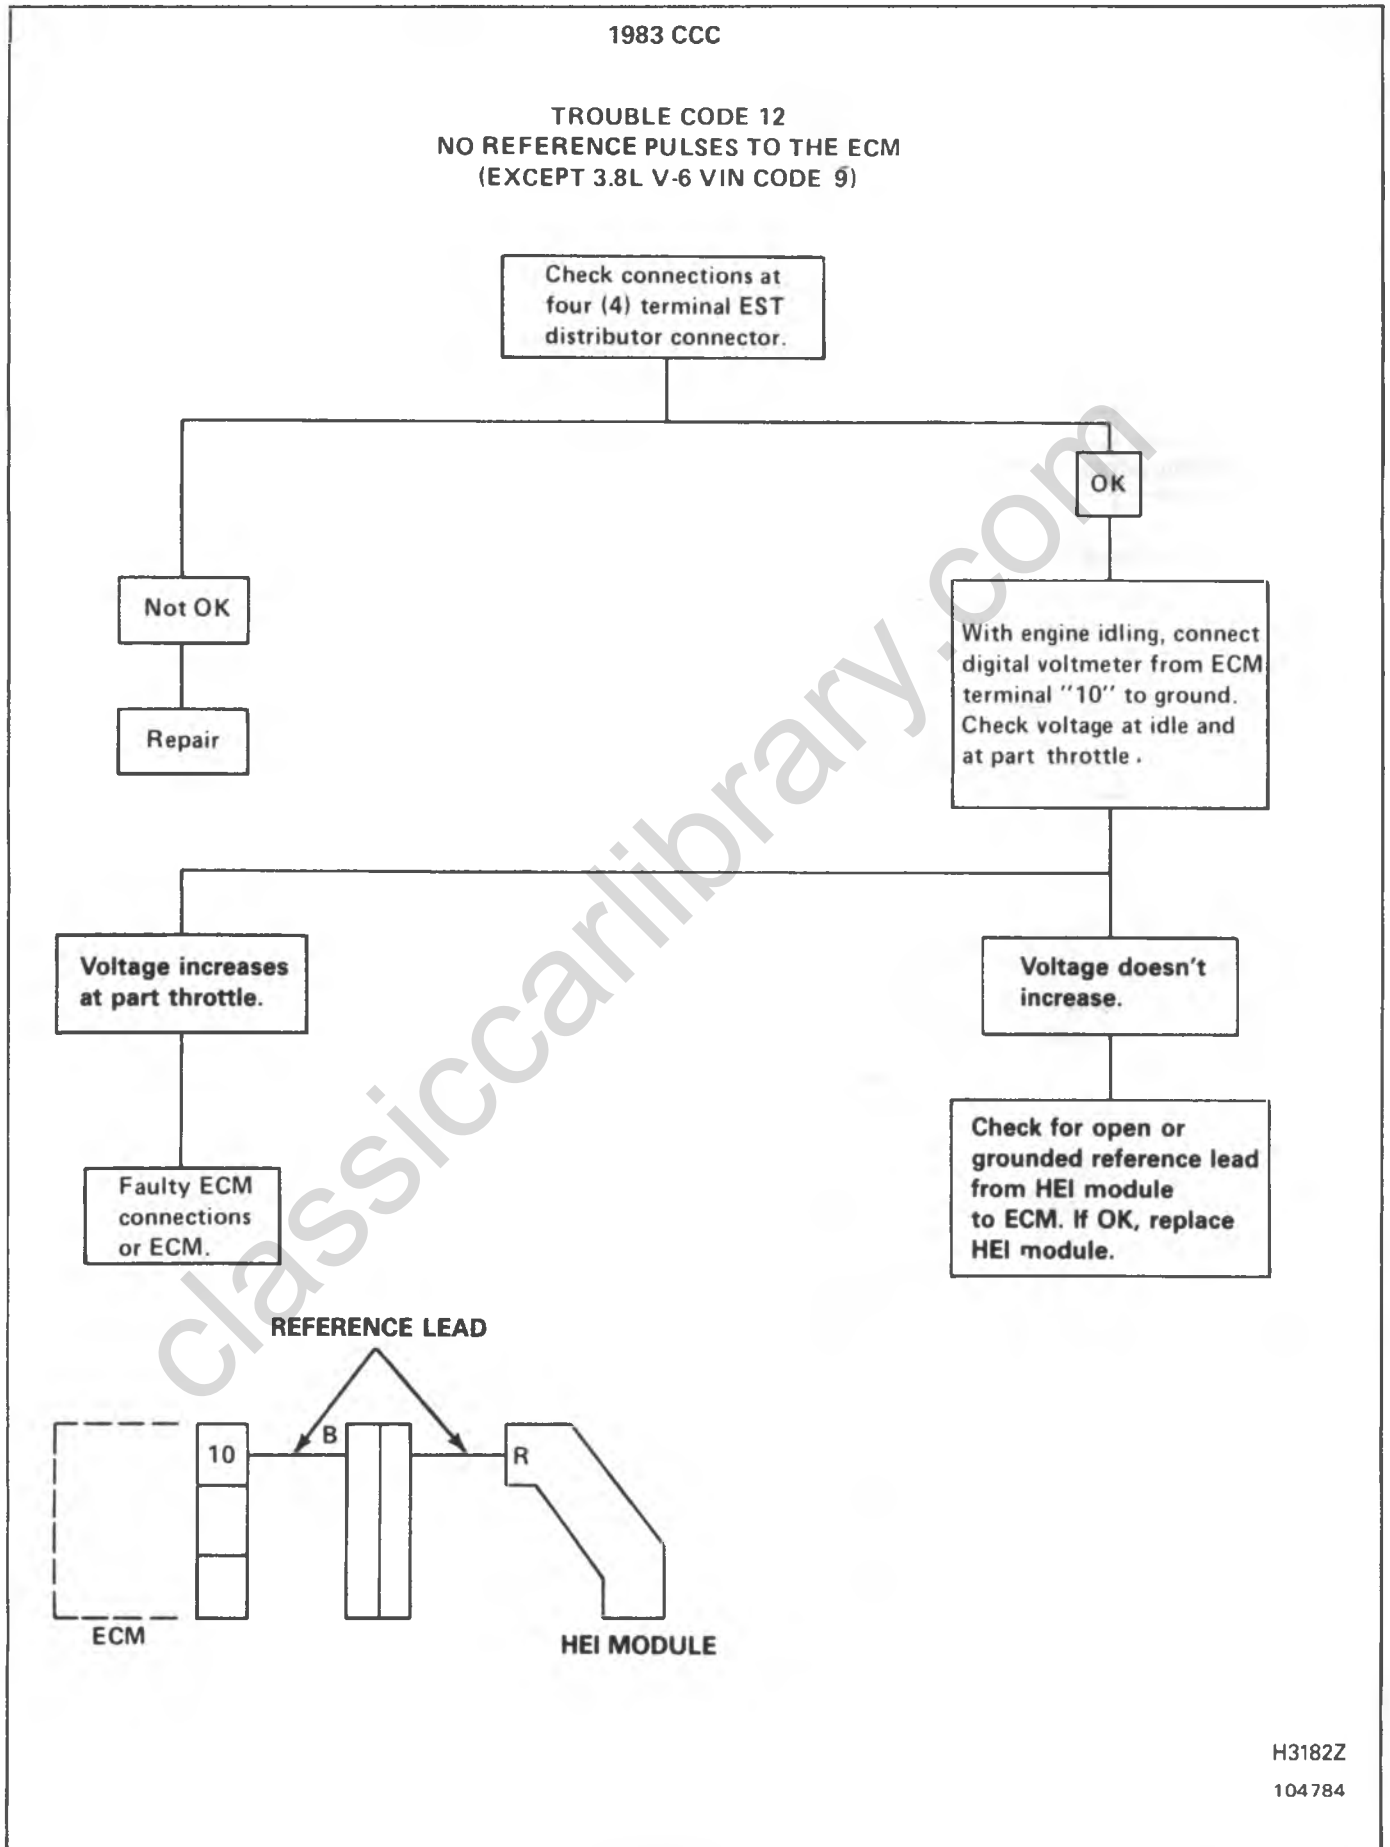 1983 CCC
TROUBLE CODE 12
NO REFERENCE PULSES TO THE ECM
(EXCEPT 3.8L V-6 VIN CODE 9)
Check connections at
four (4) terminal EST
distributor connector.
OK
Not OK
Repair
With engine idling, connect
digital voltmeter from ECM
terminal "10" to ground.
Check voltage at idle and
at part throttle.
Voltage increases
at part throttle.
Voltage doesn't
increase.
Faulty ECM
connections
or ECM.
Check for open or
grounded reference lead
from HEI module
to ECM. If OK, replace
HEI module.
REFERENCE LEAD
10
B
R
ECM
HEI MODULE
H3182Z
104784
classiccarlibrary.com